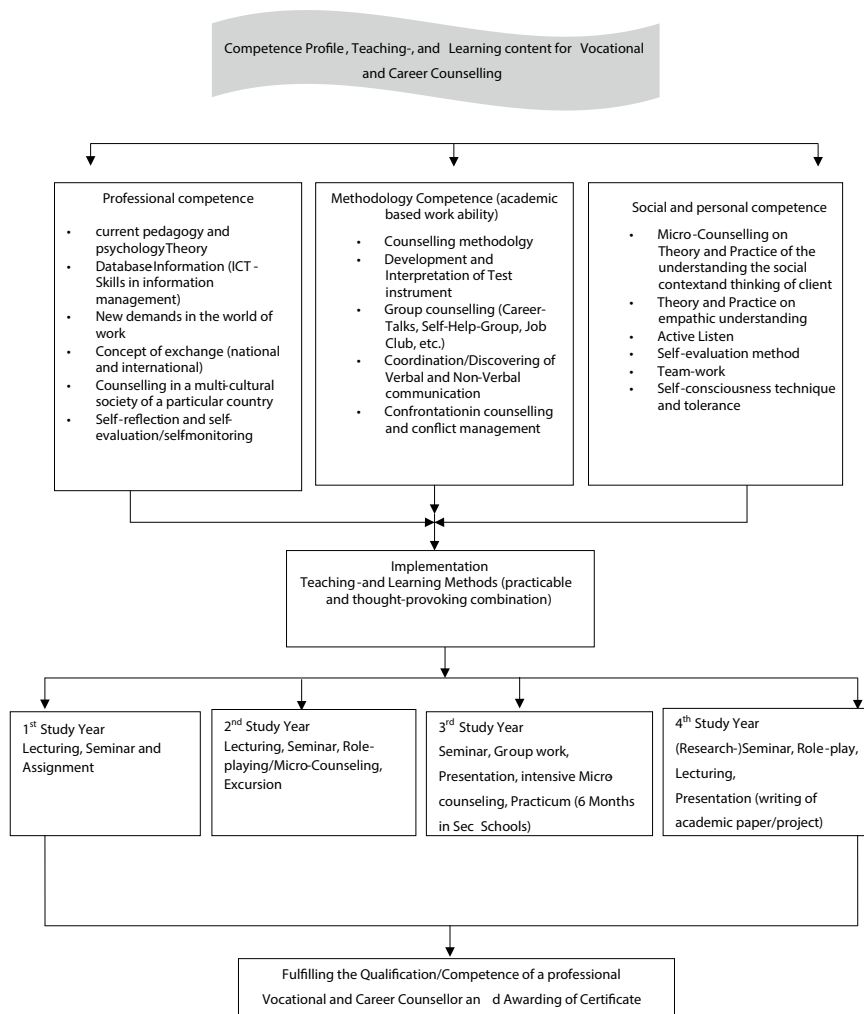 Competence Profile, Teaching-, and Learning content for Vocational
and Career Counselling
Professional competence
• current pedagogy and
psychologyTheory
• DatabaseInformation (ICT -
Skills in information
management)
• New demands in the world of
work
• Concept of exchange (national
and international)
• Counselling in a multi-cultural
society of a particular country
• Self-reflection and self-
evaluation/selfmonitoring
Methodology Competence (academic
based work ability)
• Counselling methodolgy
• Development and
Interpretation of Test
instrument
• Group counselling (Career-
Talks, Self-Help-Group, Job
Club, etc.)
• Coordination/Discovering of
Verbal and Non-Verbal
communication
• Confrontationin counselling
and conflict management
Social and personal competence
• Micro-Counselling on
Theory and Practice of the
understanding the social
contextand thinking of client
• Theory and Practice on
empathic understanding
• Active Listen
• Self-evaluation method
• Team-work
• Self-consciousness technique
and tolerance
Implementation
Teaching-and Learning Methods (practicable
and thought-provoking combination)
1st Study Year
Lecturing, Seminar and
Assignment
2nd Study Year
Lecturing, Seminar, Role-
playing/Micro-Counseling,
Excursion
3rd Study Year
Seminar, Group work,
Presentation, intensive Micro-
counseling, Practicum (6 Months
in Sec Schools)
4th Study Year
(Research-)Seminar, Role-play,
Lecturing,
Presentation (writing of
academic paper/project)
Fulfilling the Qualification/Competence of a professional
Vocational and Career Counsellor an d Awarding of Certificate